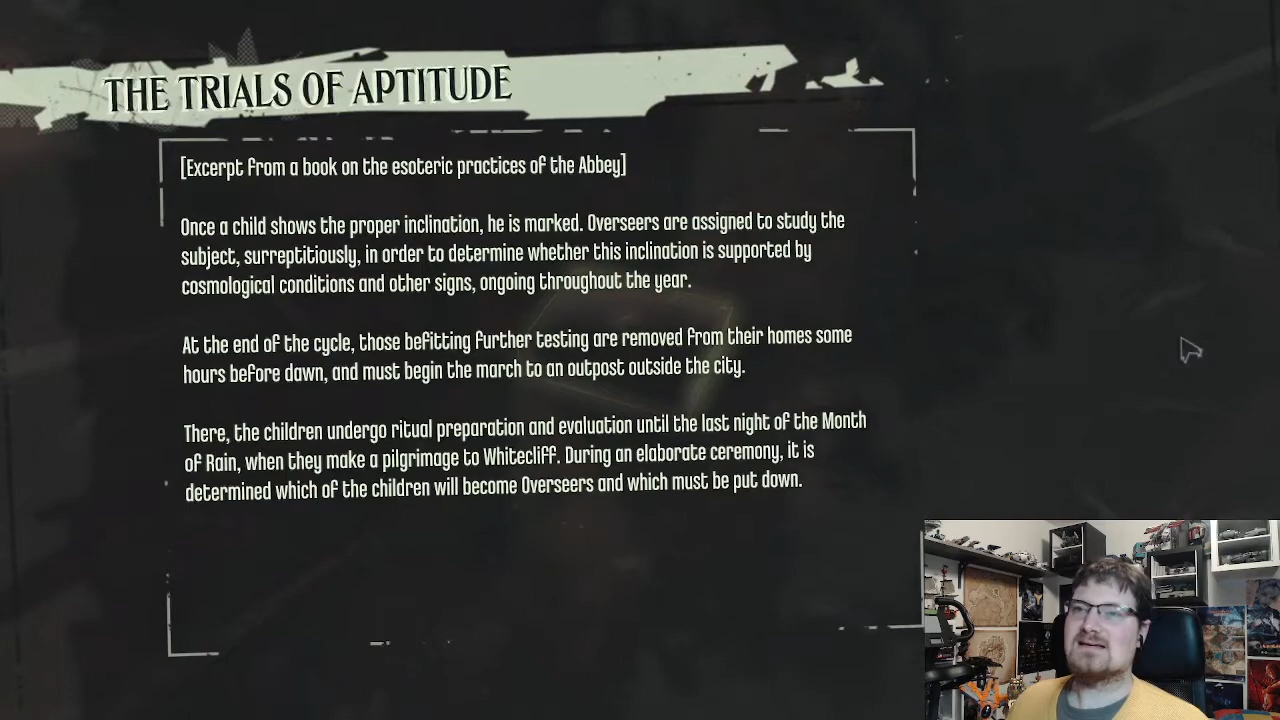 THE TRIALS OF APTITUDE
[Excerpt from a book on the esoteric practices of the Abbey]
Once a child shows the proper inclination, he is marked. Overseers are assigned to study the
subject, surreptitiously, in order to determine whether this inclination is supported by
cosmological conditions and other signs, ongoing throughout the year.
At the end of the cycle, those befitting further testing are removed from their homes some
hours before dawn, and must begin the march to an outpost outside the city.
There, the children undergo ritual preparation and evaluation until the last night of the Month
of Rain, when they make a pilgrimage to Whitecliff. During an elaborate ceremony, it is
determined which of the children will become Overseers and which must be put down.